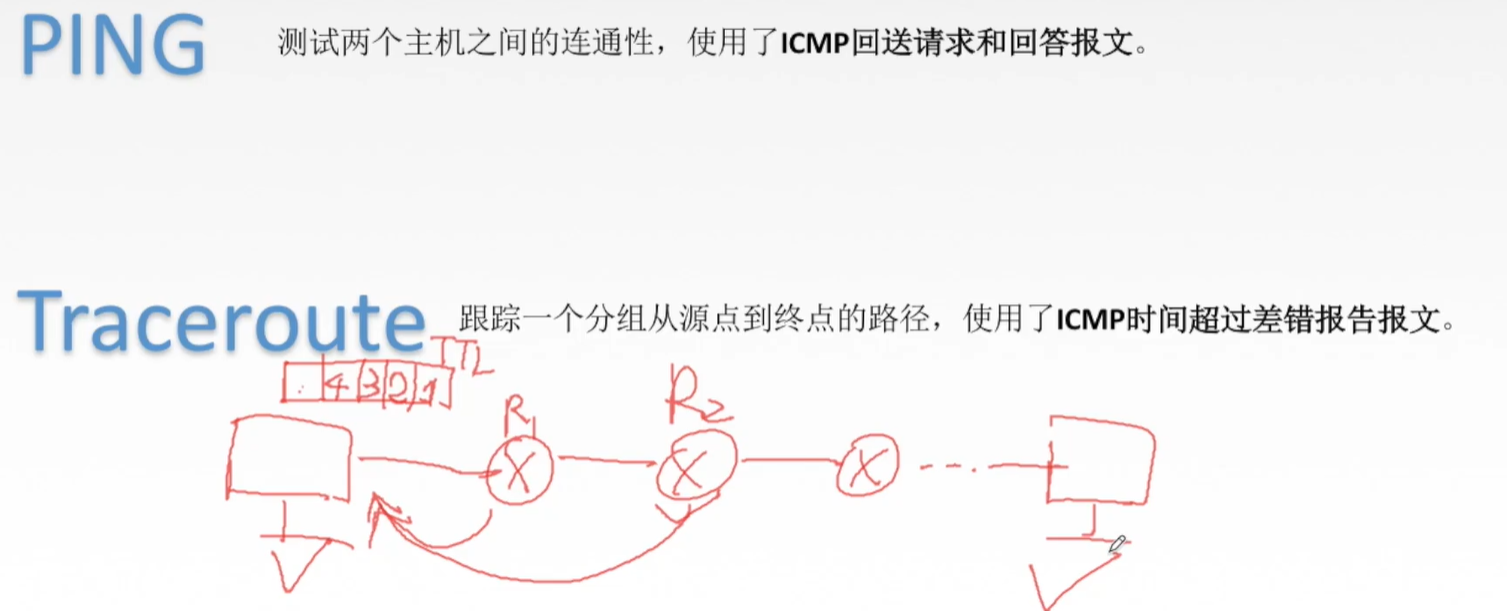 PING 测试两个主机之间的连通性，使用了ICMP回送请求和回答报文。
Traceroute 跟踪一个分组从源点到终点的路径，使用了ICMP时间超过差错报告报文。
TTL
4 3 2 1
R1 R2